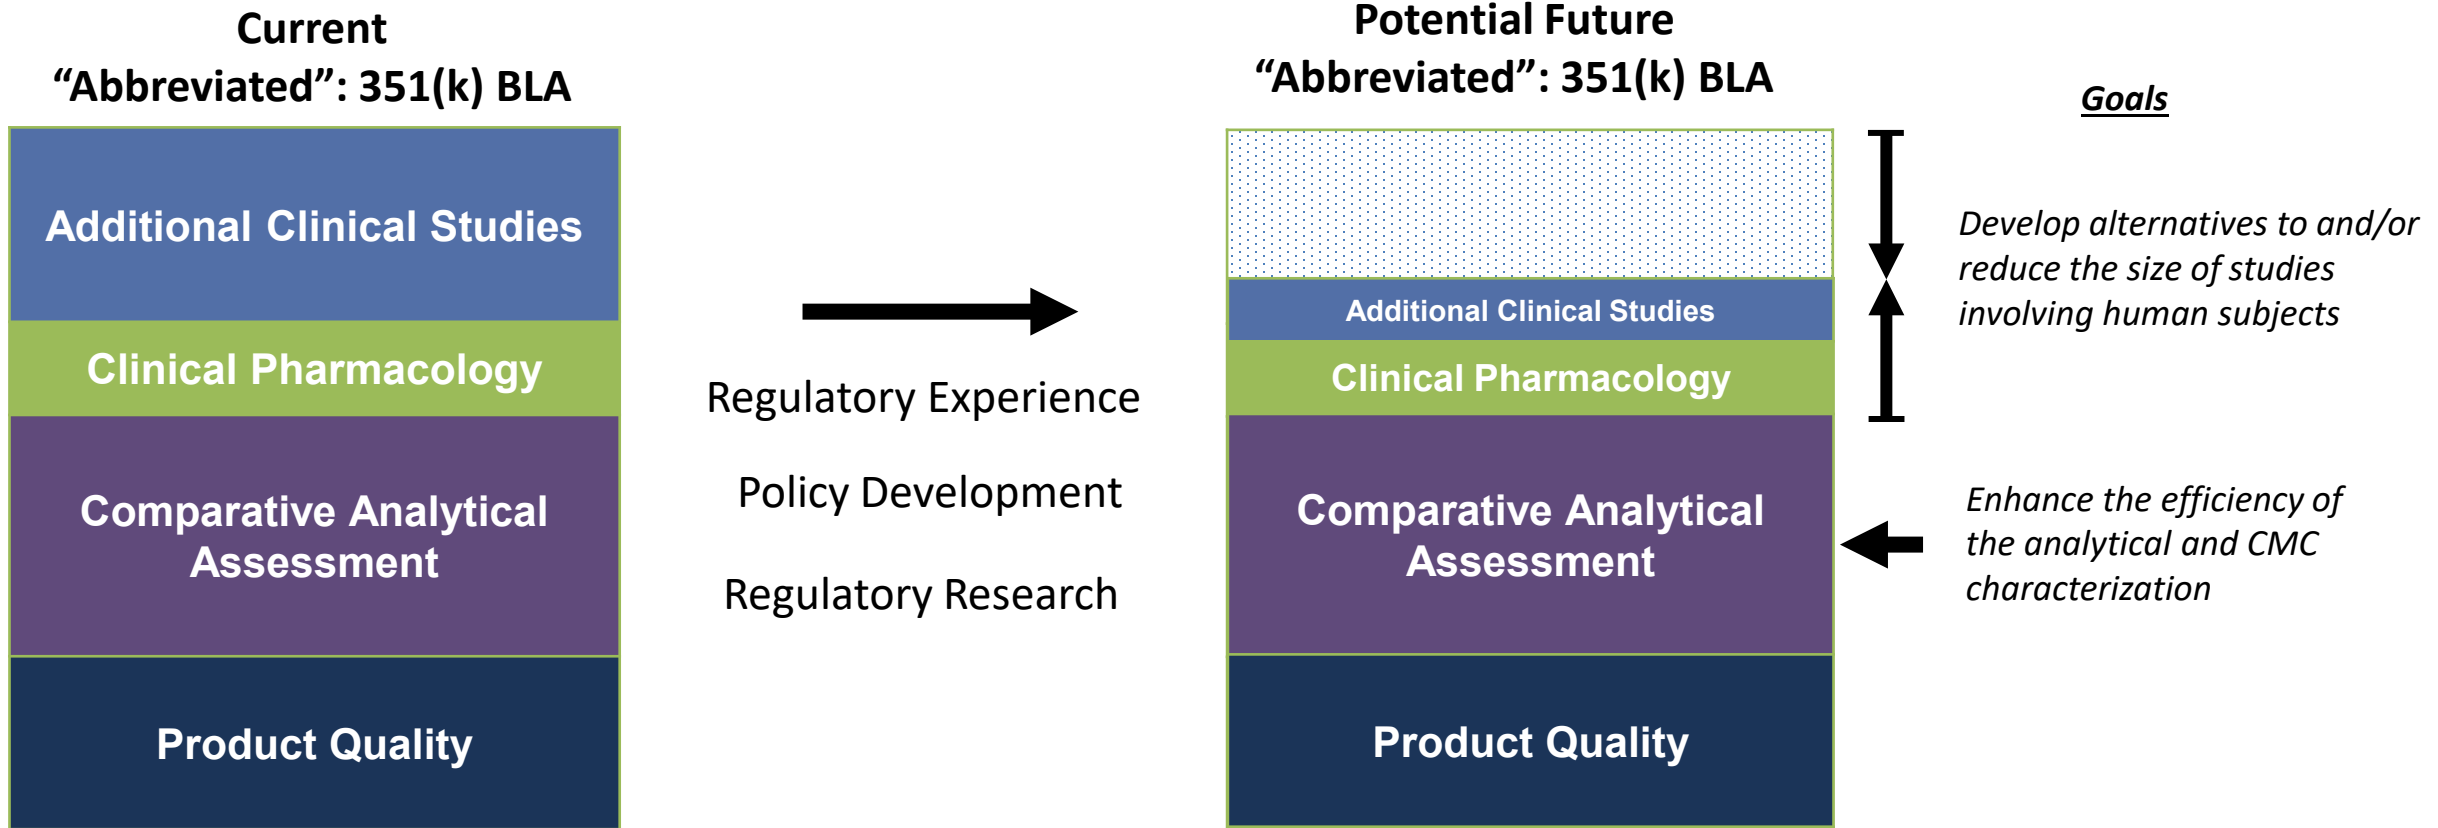 Current
“Abbreviated”: 351(k) BLA
Additional Clinical Studies
Clinical Pharmacology
Comparative Analytical
Assessment
Product Quality
Regulatory Experience
Policy Development
Regulatory Research
Potential Future
“Abbreviated”: 351(k) BLA
Additional Clinical Studies
Clinical Pharmacology
Comparative Analytical
Assessment
Product Quality
Goals
Develop alternatives to and/or
reduce the size of studies
involving human subjects
Enhance the efficiency of
the analytical and CMC
characterization